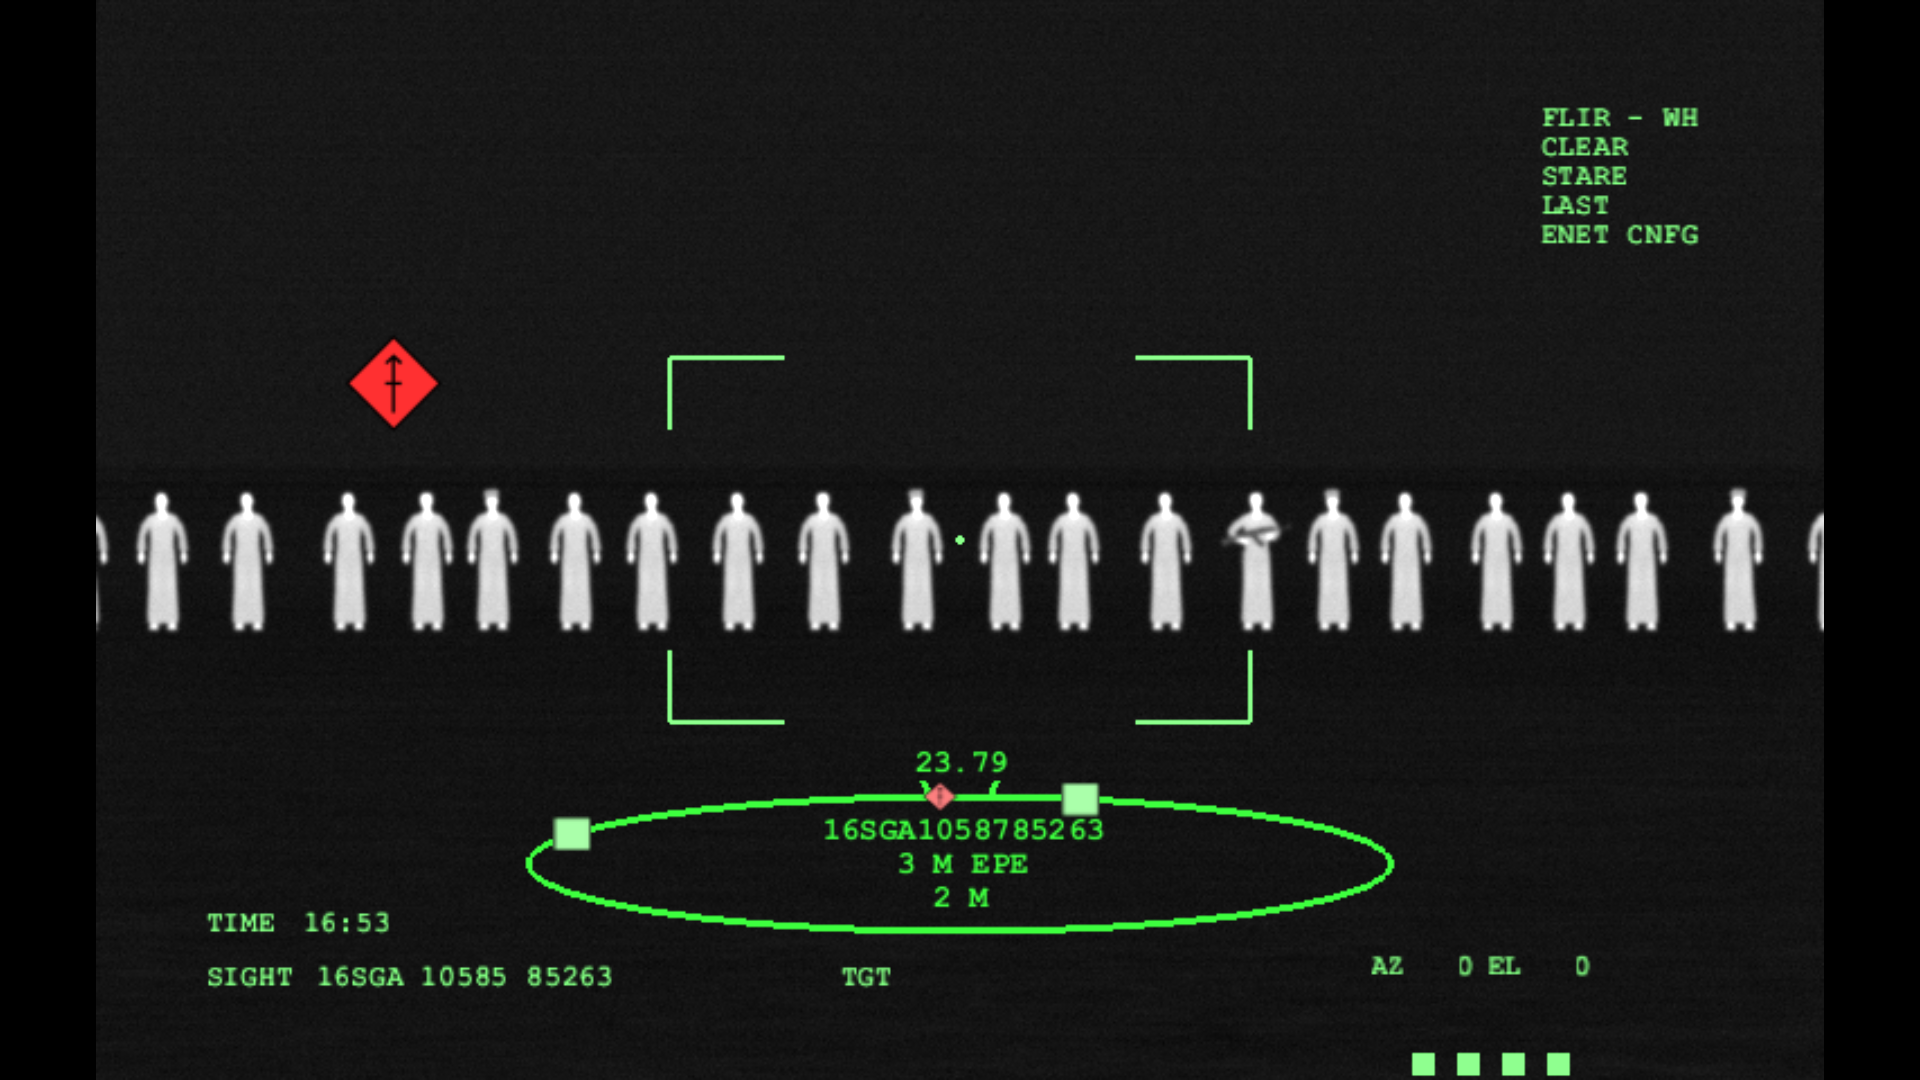 FLIR - WH
CLEAR
STARE
LAST
ENET CNFG
23.79
16SGA1058785263
3 M EPE
2 M
TIME 16:53
SIGHT 16SGA 10585 85263
TGT
AZ 0 EL 0